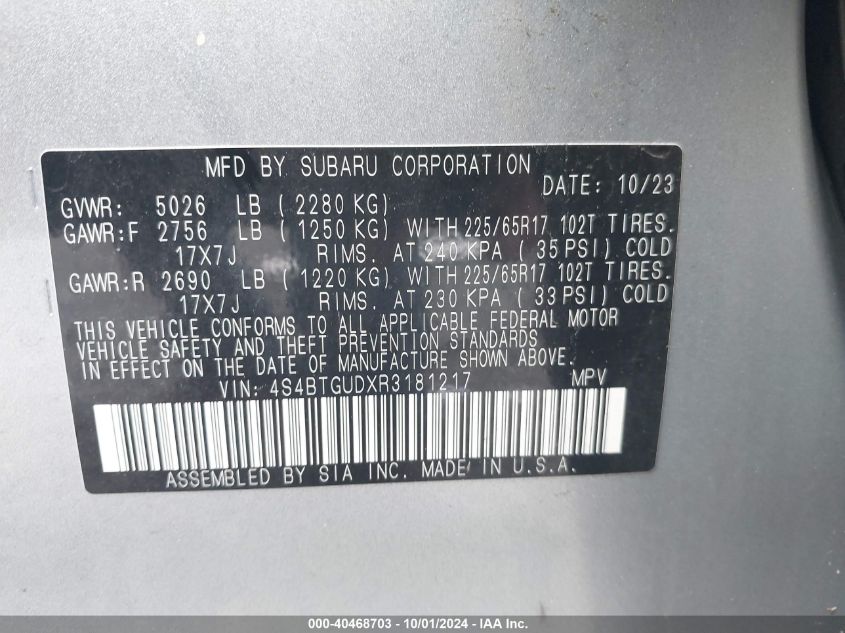 MFD BY SUBARU CORPORATION
DATE: 10/23
GVWR: 5026 LB ( 2280 KG)
GAWR:F 2756 LB ( 1250 KG) WITH 225/65R17 102T TIRES.
17X7J RIMS. AT 240 KPA ( 35 PSI) COLD
GAWR:R 2690 LB ( 1220 KG) WITH 225/65R17 102T TIRES.
17X7J RIMS. AT 230 KPA ( 33 PSI) COLD
THIS VEHICLE CONFORMS TO ALL APPLICABLE FEDERAL MOTOR
VEHICLE SAFETY AND THEFT PREVENTION STANDARDS
IN EFFECT ON THE DATE OF MANUFACTURE SHOWN ABOVE.
VIN: 4S4BTGUDXR3181217 MPV
ASSEMBLED BY SIA INC. MADE IN U.S.A.
000-40468703 - 10/01/2024 - IAA, Inc.